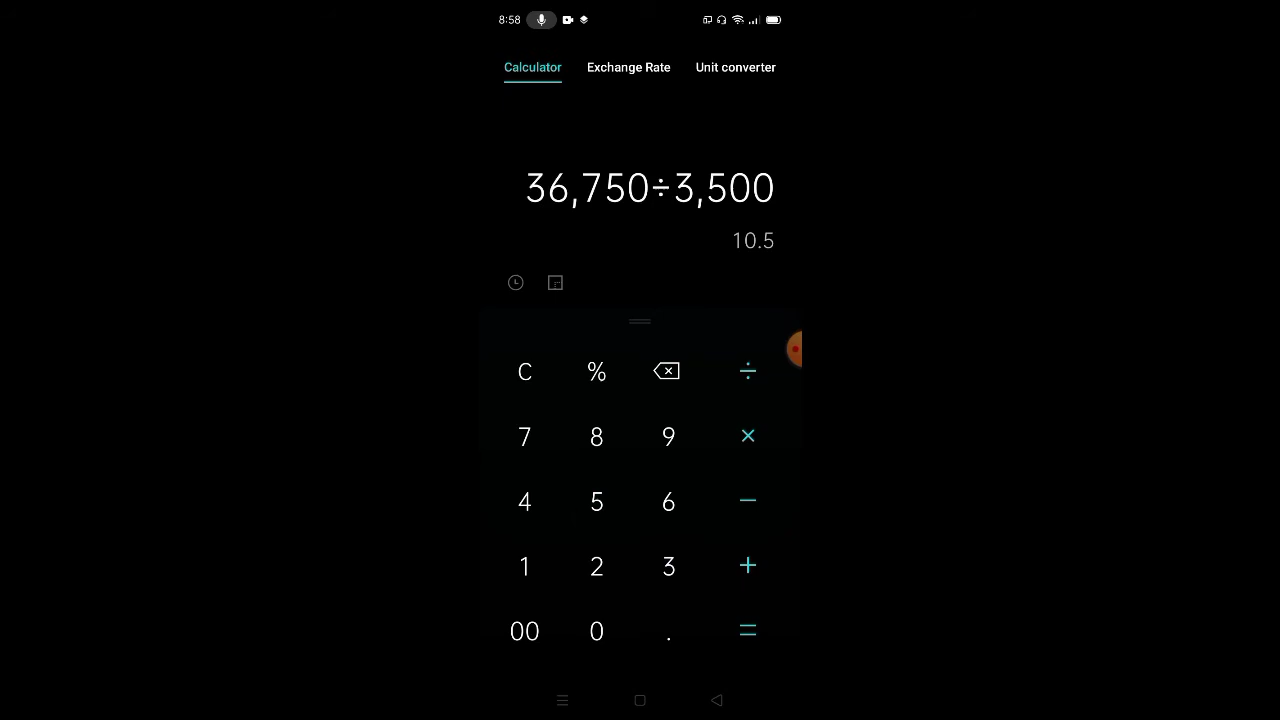 8:58
Calculator Exchange Rate Unit converter
36,750÷3,500
10.5
C % ÷
7 8 9 ×
4 5 6 −
1 2 3 +
00 0 . =